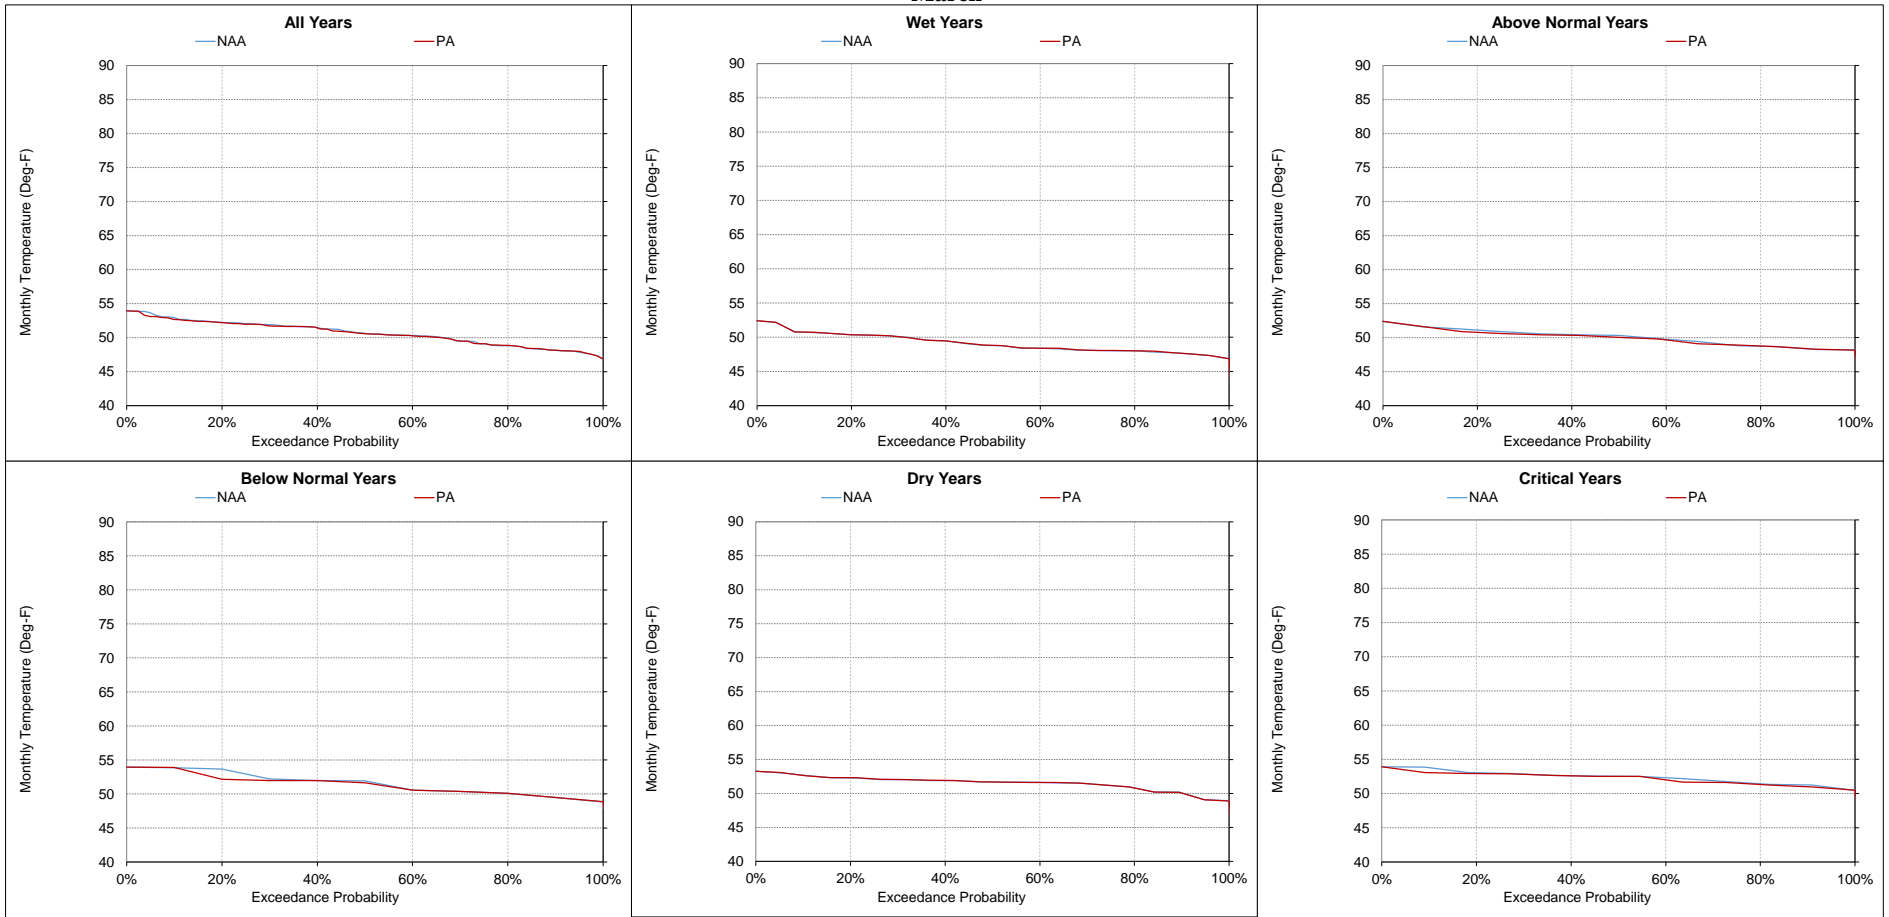 All Years
NAA PA
Monthly Temperature (Deg-F)
90
85
80
75
70
65
60
55
50
45
40
0% 20% 40% 60% 80% 100%
Exceedance Probability
Wet Years
NAA PA
Monthly Temperature (Deg-F)
90
85
80
75
70
65
60
55
50
45
40
0% 20% 40% 60% 80% 100%
Exceedance Probability
Above Normal Years
NAA PA
Monthly Temperature (Deg-F)
90
85
80
75
70
65
60
55
50
45
40
0% 20% 40% 60% 80% 100%
Exceedance Probability
Below Normal Years
NAA PA
Monthly Temperature (Deg-F)
90
85
80
75
70
65
60
55
50
45
40
0% 20% 40% 60% 80% 100%
Exceedance Probability
Dry Years
NAA PA
Monthly Temperature (Deg-F)
90
85
80
75
70
65
60
55
50
45
40
0% 20% 40% 60% 80% 100%
Exceedance Probability
Critical Years
NAA PA
Monthly Temperature (Deg-F)
90
85
80
75
70
65
60
55
50
45
40
0% 20% 40% 60% 80% 100%
Exceedance Probability